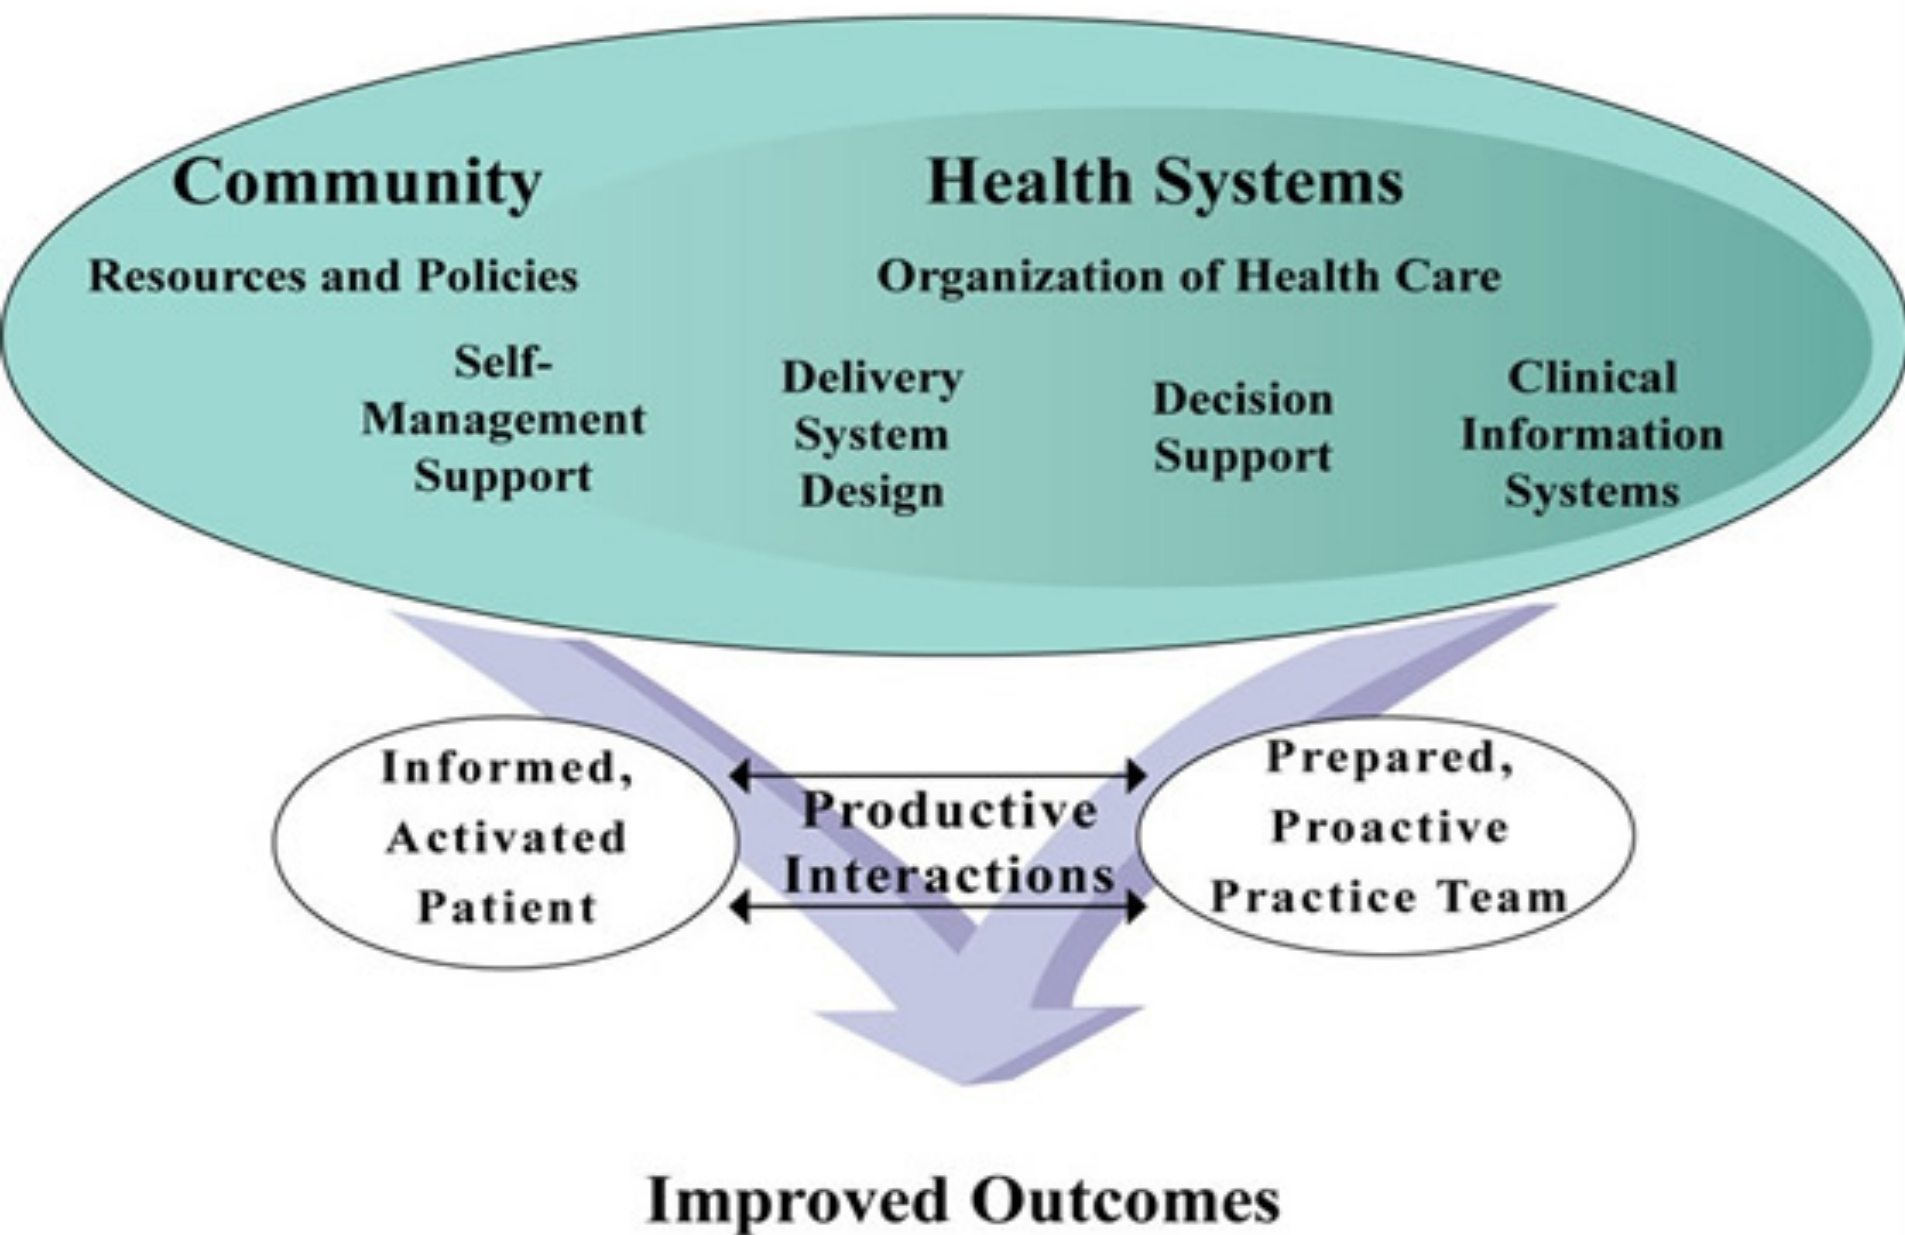 Community
Resources and Policies
Health Systems
Organization of Health Care
Self-
Management
Support
Delivery
System
Design
Decision
Support
Clinical
Information
Systems
Informed,
Activated
Patient
Productive
Interactions
Prepared,
Proactive
Practice Team
Improved Outcomes